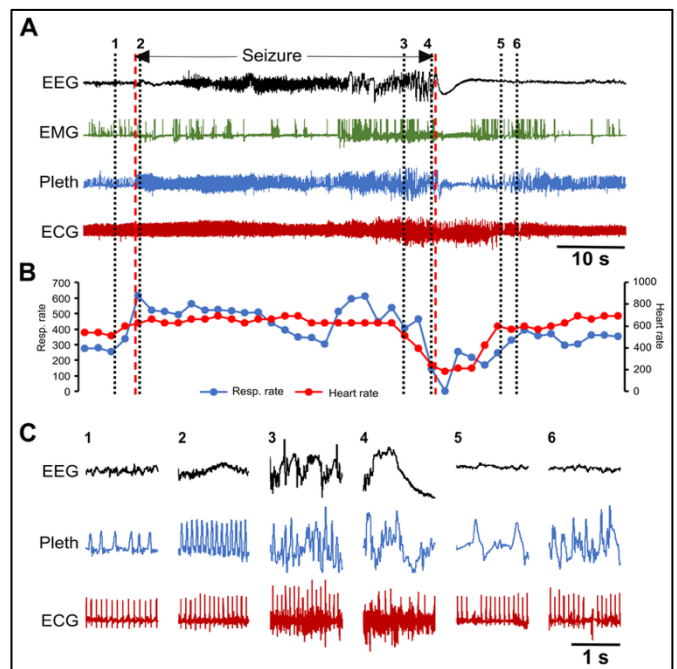 A
1 2 3 4 5 6
Seizure
EEG
EMG
Pleth
ECG
10 s
B
700 1000
600 800
500
400 600
300 400
200
100 200
0 0
Resp. rate
Heart rate
Resp. rate Heart rate
C
1 2 3 4 5 6
EEG
Pleth
ECG
1 s